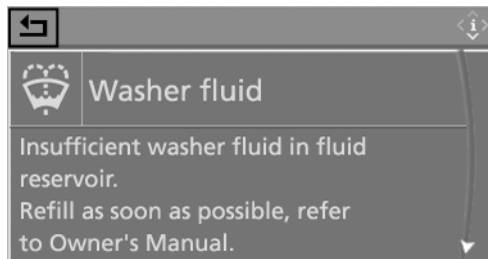 i
Washer fluid
Insufficient washer fluid in fluid
reservoir.
Refill as soon as possible, refer
to Owner's Manual.